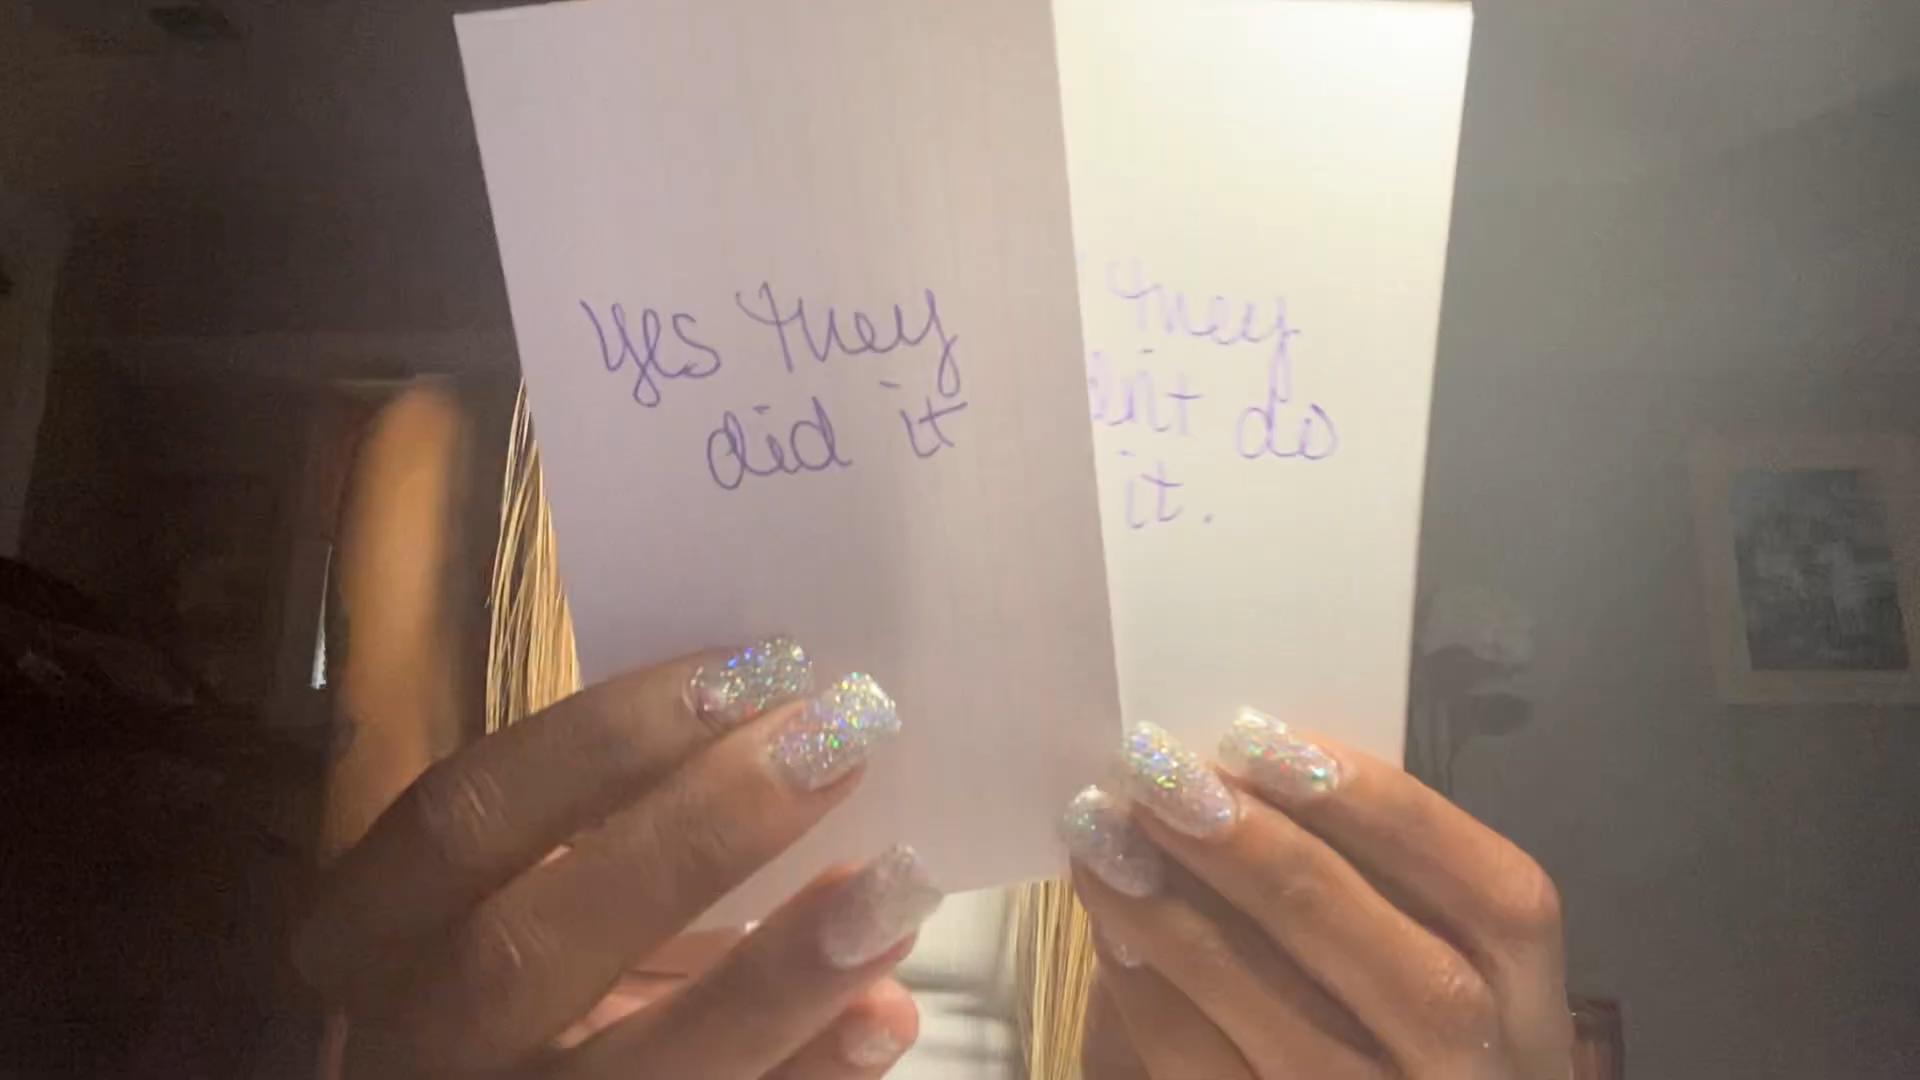 Yes they
did it
they
do
it.